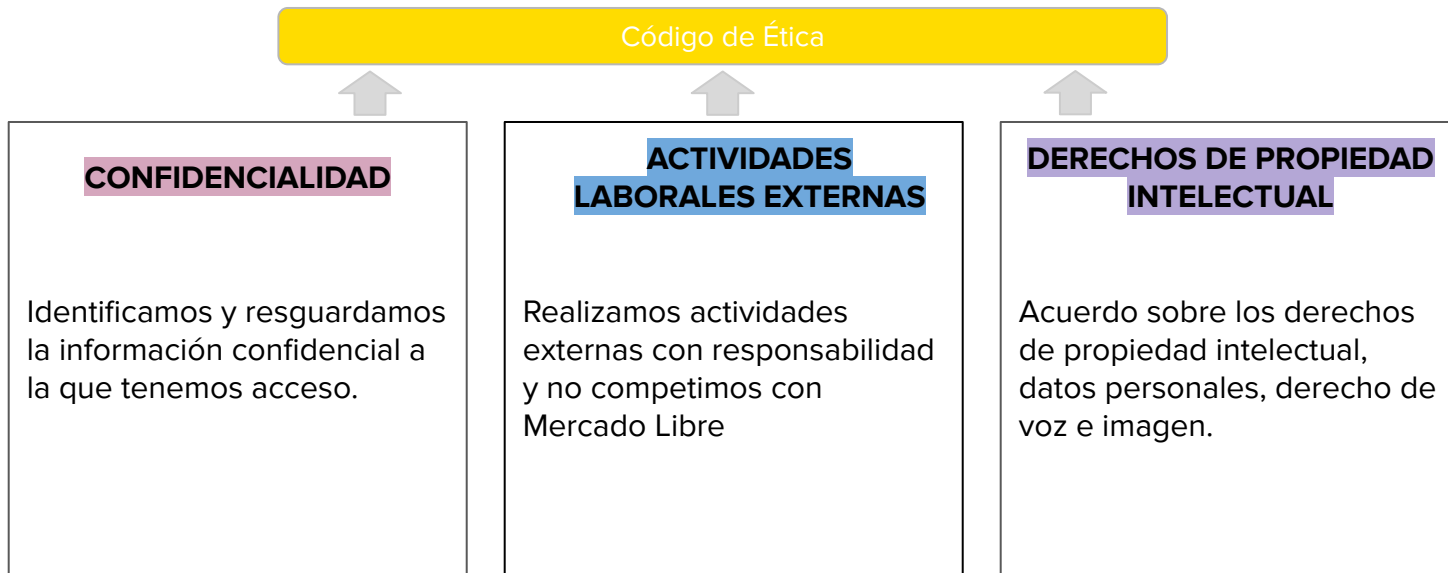 Código de Ética
CONFIDENCIALIDAD
Identificamos y resguardamos
la información confidencial a
la que tenemos acceso.
ACTIVIDADES
LABORALES EXTERNAS
Realizamos actividades
externas con responsabilidad
y no competimos con
Mercado Libre
DERECHOS DE PROPIEDAD
INTELECTUAL
Acuerdo sobre los derechos
de propiedad intelectual,
datos personales, derecho de
voz e imagen.